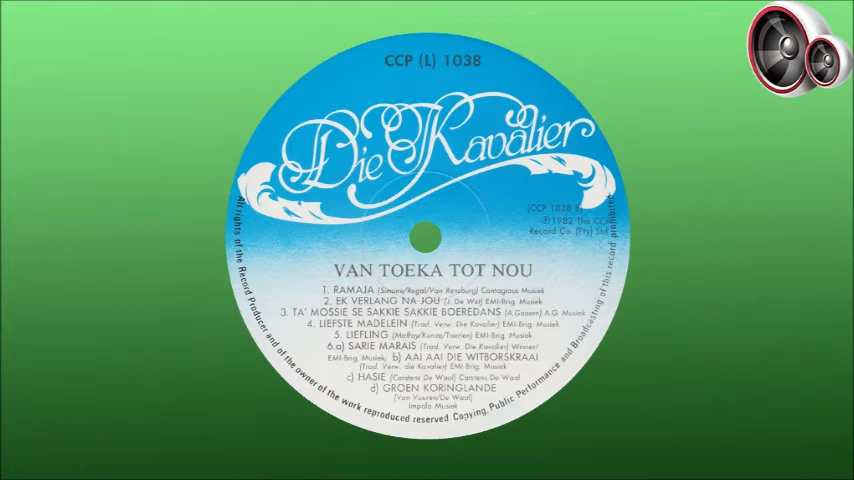 CCP (L) 1038
Die Kavalier
(CCP 1038 B)
℗ 1982 The CCP
Record Co. (Pty) Ltd.
VAN TOEKA TOT NOU
1. RAMAJA (Simone/Regal/Van Rensburg) Contagious Musiek
2. EK VERLANG NA JOU (J. De Wet) EMI-Brig. Musiek
3. TA' MOSSIE SE SAKKIE SAKKIE BOEREDANS (A. Goosen) A.G. Musiek
4. LIEFSTE MADELEIN (Trad. Verw. Die Kavalier) EMI-Brig. Musiek
5. LIEFLING (Maffay/Kunze/Toerien) EMI-Brig. Musiek
6.a) SARIE MARAIS (Trad. Verw. Die Kavalier) Winner/
EMI-Brig. Musiek; b) AAI AAI DIE WITBORSKRAAI
(Trad. Verw. die Kavalier) EMI-Brig. Musiek
c) HASIE (Carstens De Waal) Carstens-De Waal
d) GROEN KORINGLANDE
(Van Vuuren/De Waal)
Impala Musiek
All rights of the Record Producer and of the owner of the work reproduced reserved. Copying, Public Performance and Broadcasting of this record prohibited